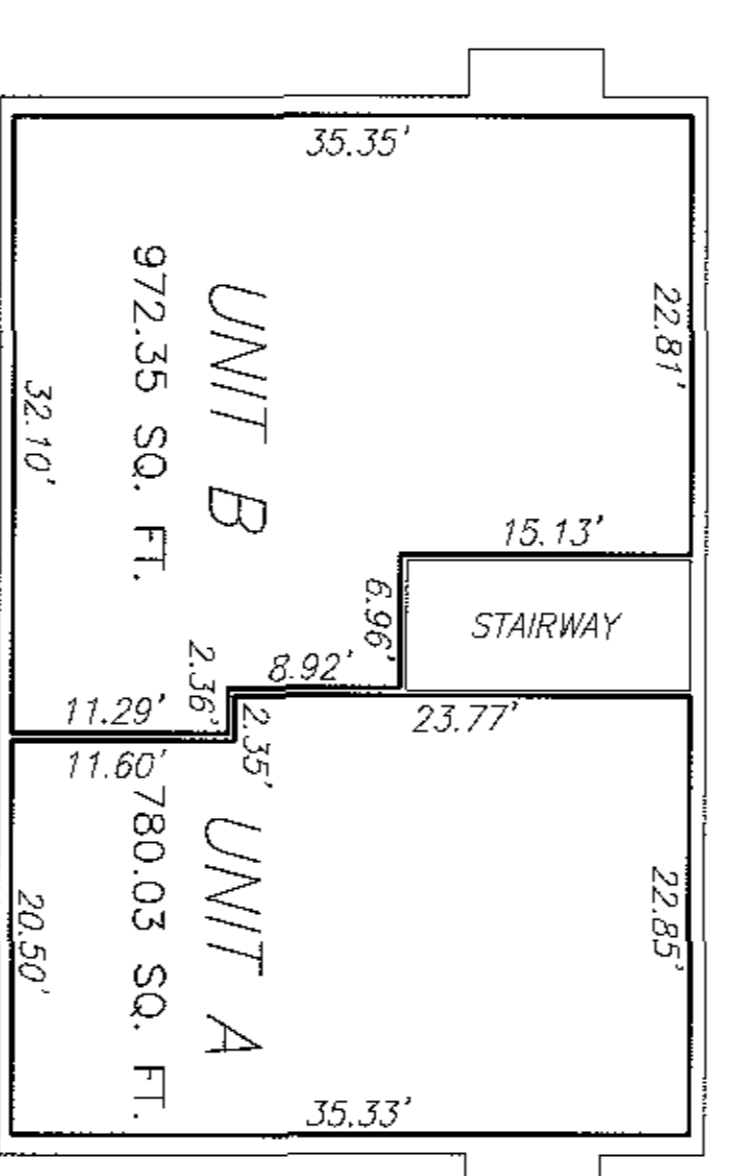 35.35'
22.81'
UNIT B
972.35 SQ. FT.
32.10'
15.13'
6.96'
STAIRWAY
8.92'
2.36'
11.29'
23.77'
2.35'
11.60'
UNIT A
780.03 SQ. FT.
22.85'
20.50'
35.33'